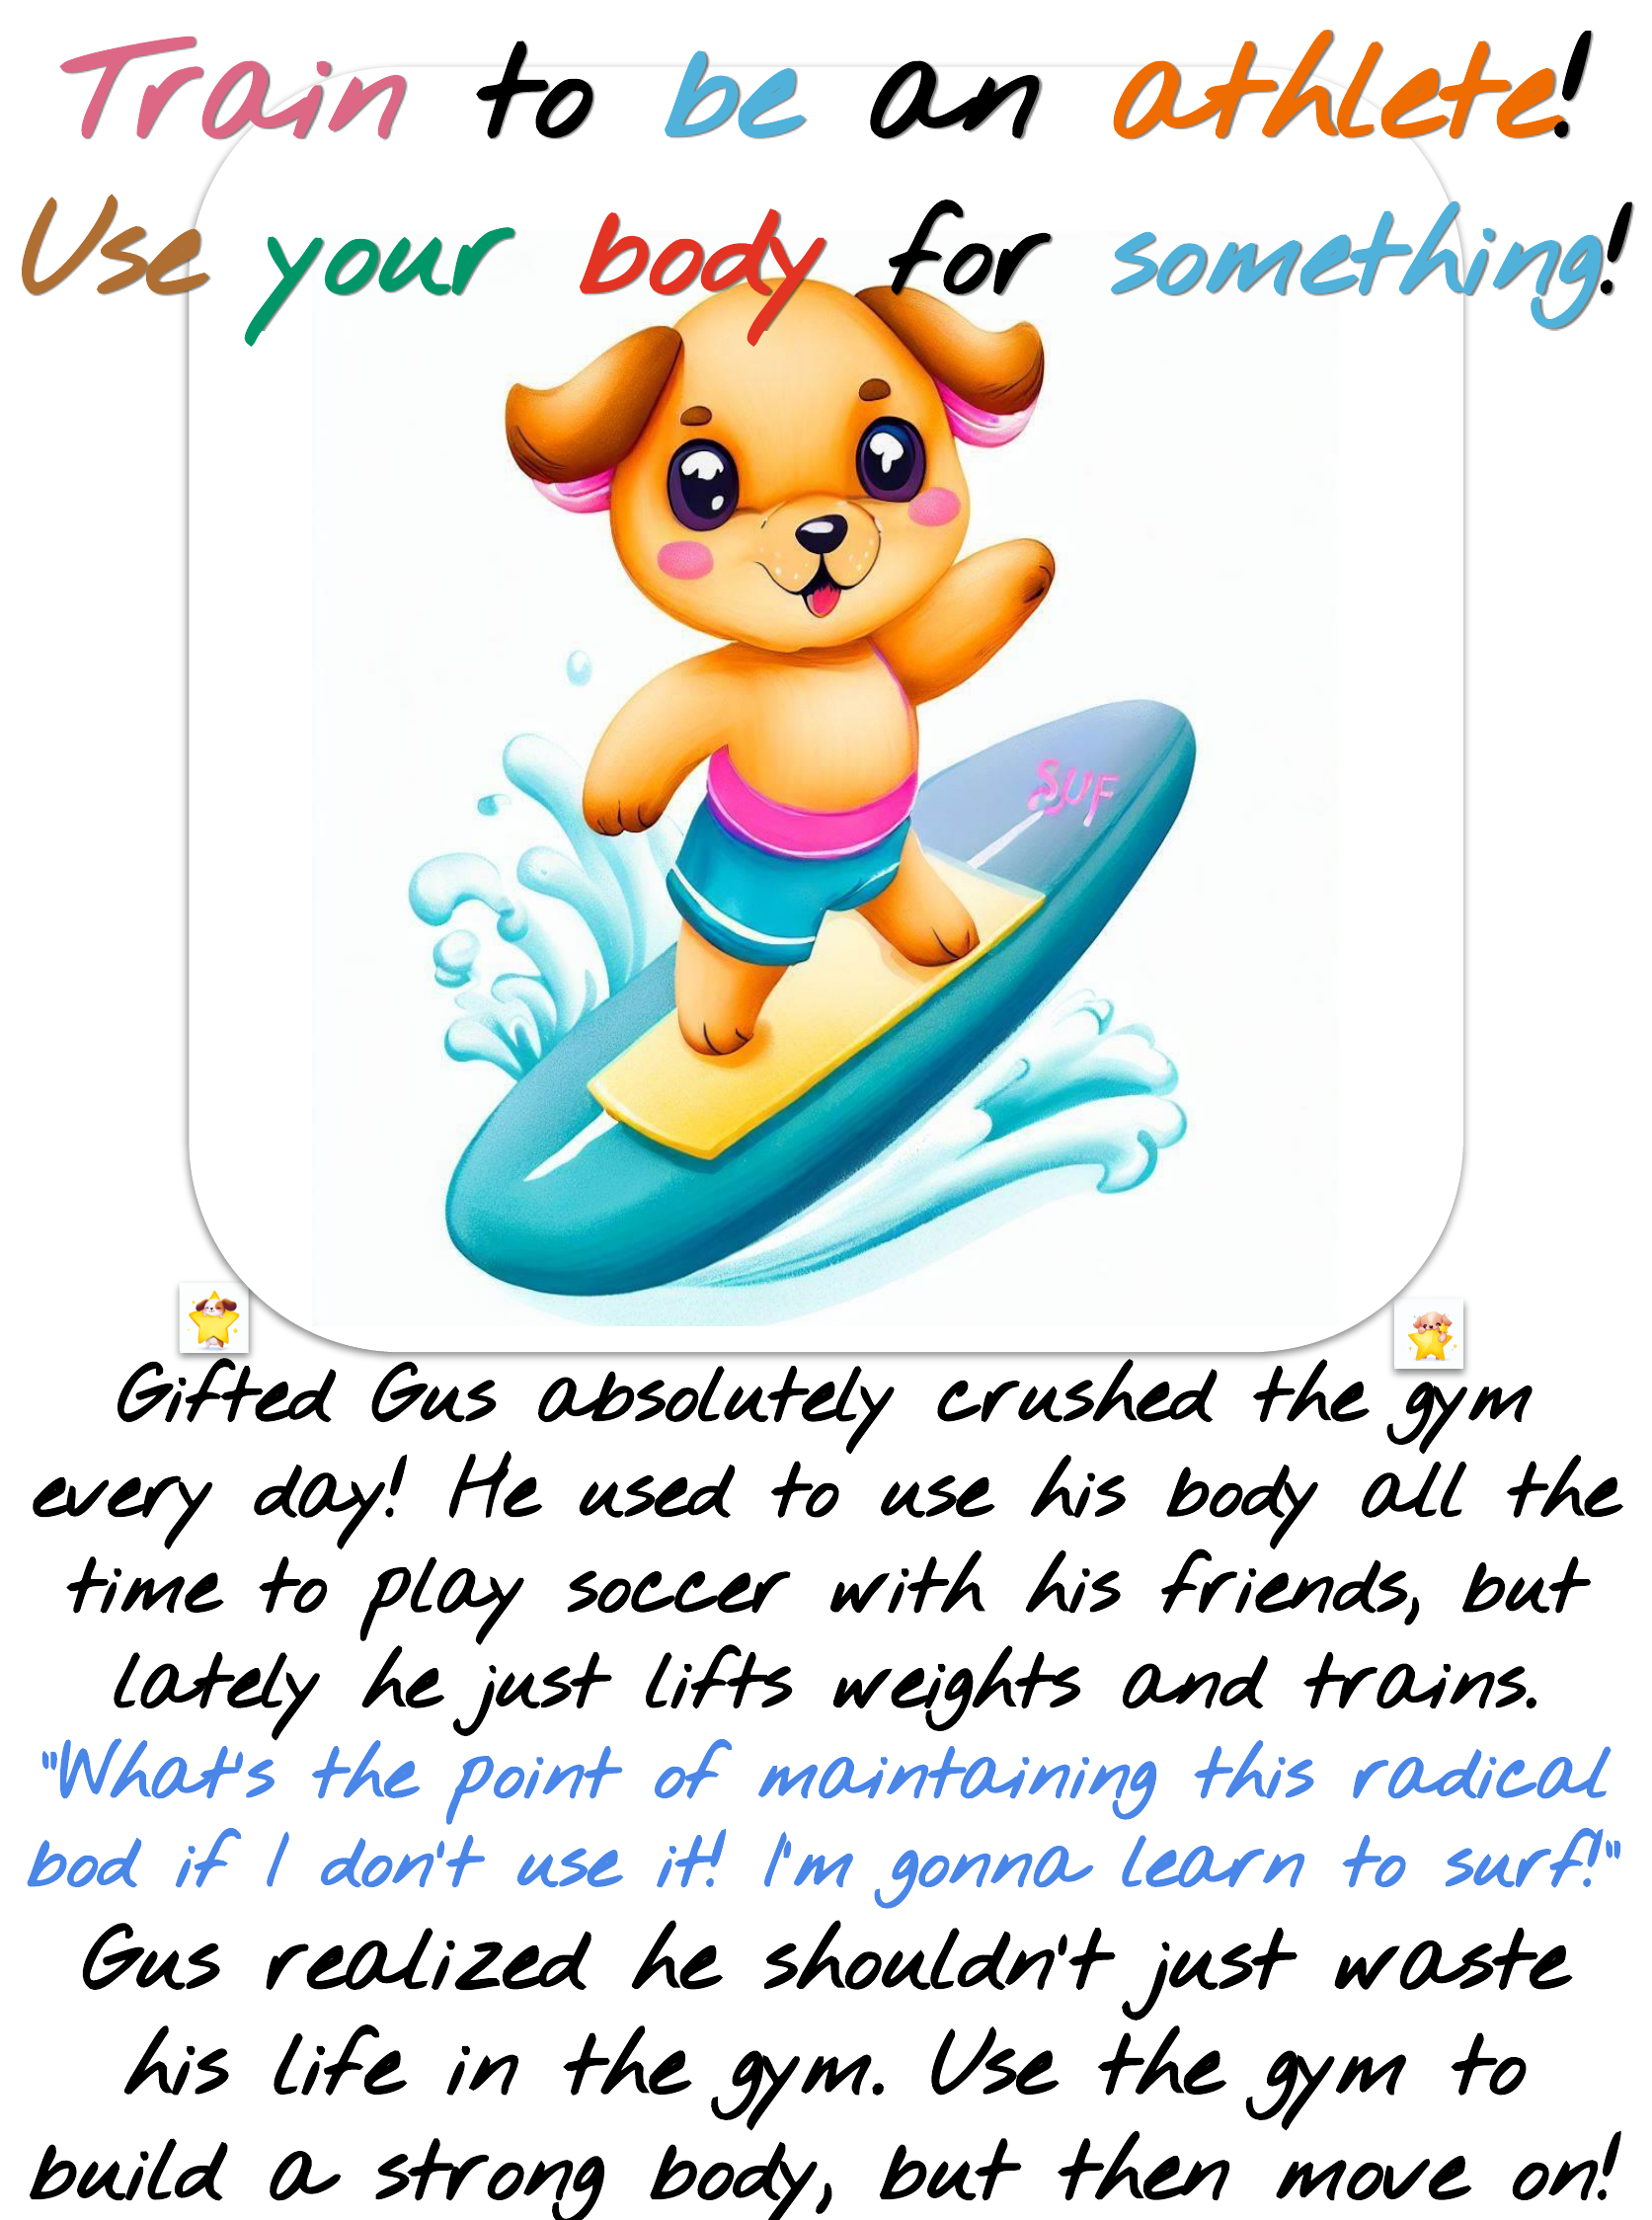 Train to be an athlete!
Use your body for something!
SUF
Gifted Gus absolutely crushed the gym
every day! He used to use his body all the
time to play soccer with his friends, but
lately he just lifts weights and trains.
"What's the point of maintaining this radical
bod if I don't use it! I'm gonna learn to surf!"
Gus realized he shouldn't just waste
his life in the gym. Use the gym to
build a strong body, but then move on!